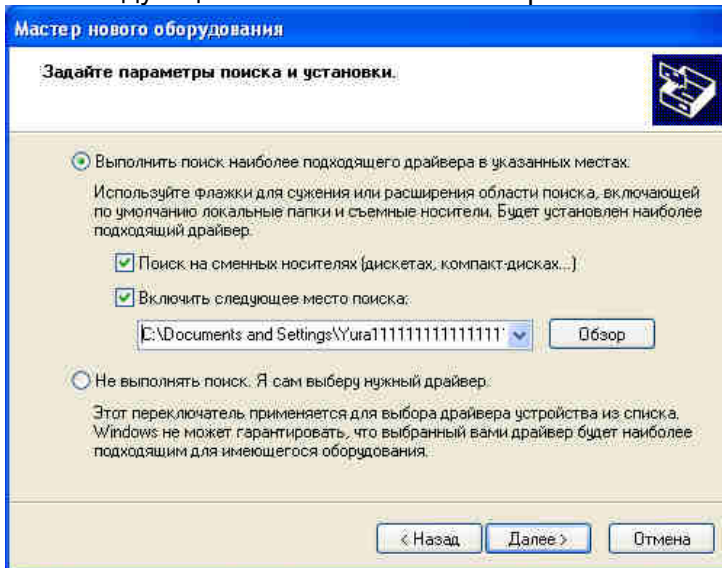 Мастер нового оборудования
Задайте параметры поиска и установки.
Выполнить поиск наиболее подходящего драйвера в указанных местах.
Используйте флажки для сужения или расширения области поиска, включающей
по умолчанию локальные папки и съемные носители. Будет установлен наиболее
подходящий драйвер.
Поиск на сменных носителях (дискетах, компакт-дисках...)
Включить следующее место поиска:
C:\Documents and Settings\Yura1111111111111111
Обзор
Не выполнять поиск. Я сам выберу нужный драйвер.
Этот переключатель применяется для выбора драйвера устройства из списка.
Windows не может гарантировать, что выбранный вами драйвер будет наиболее
подходящим для имеющегося оборудования.
< Назад Далее > Отмена